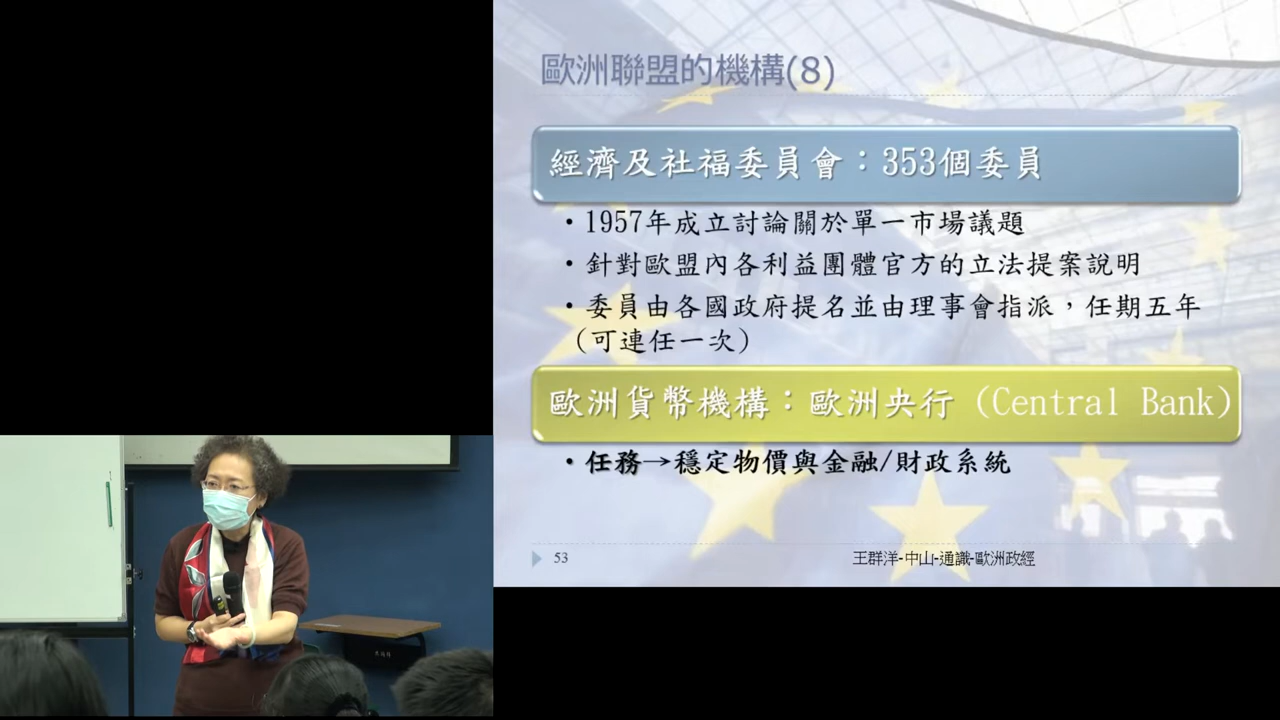 歐洲聯盟的機構(8)
經濟及社福委員會：353個委員
•1957年成立討論關於單一市場議題
•針對歐盟內各利益團體官方的立法提案說明
•委員由各國政府提名並由理事會指派，任期五年
(可連任一次)
歐洲貨幣機構：歐洲央行 (Central Bank)
•任務→穩定物價與金融/財政系統
53
王群洋-中山-通識-歐洲政經